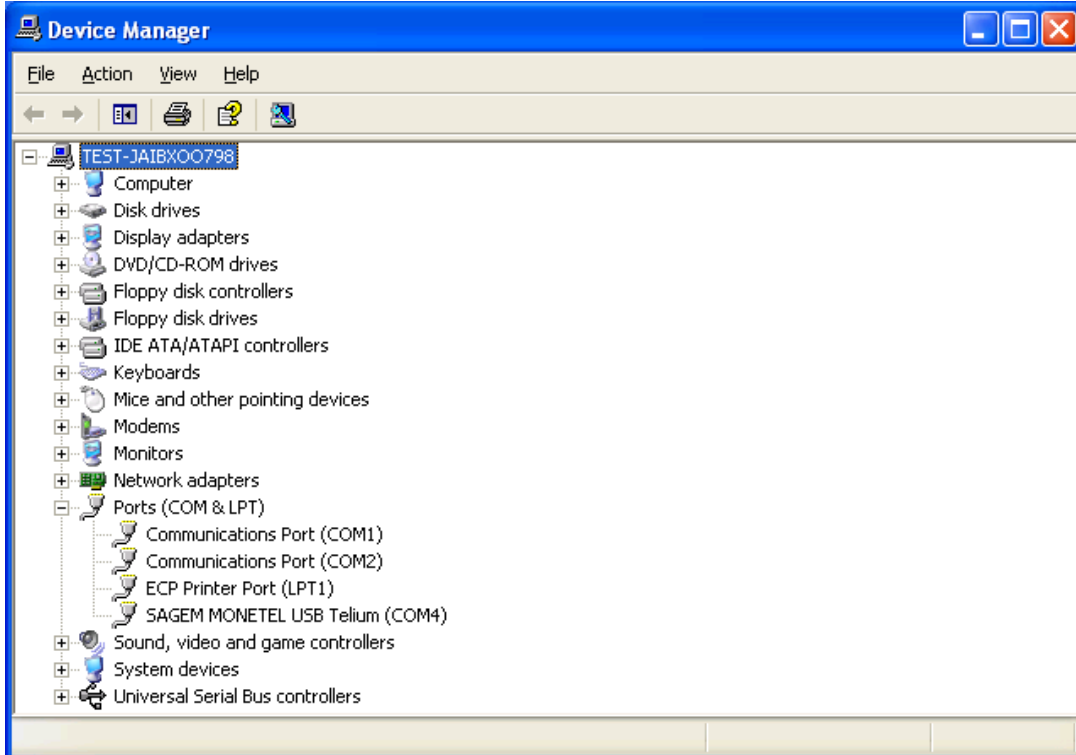 Device Manager
File Action View Help
TEST-JAIBXOO798
Computer
Disk drives
Display adapters
DVD/CD-ROM drives
Floppy disk controllers
Floppy disk drives
IDE ATA/ATAPI controllers
Keyboards
Mice and other pointing devices
Modems
Monitors
Network adapters
Ports (COM & LPT)
Communications Port (COM1)
Communications Port (COM2)
ECP Printer Port (LPT1)
SAGEM MONETEL USB Telium (COM4)
Sound, video and game controllers
System devices
Universal Serial Bus controllers